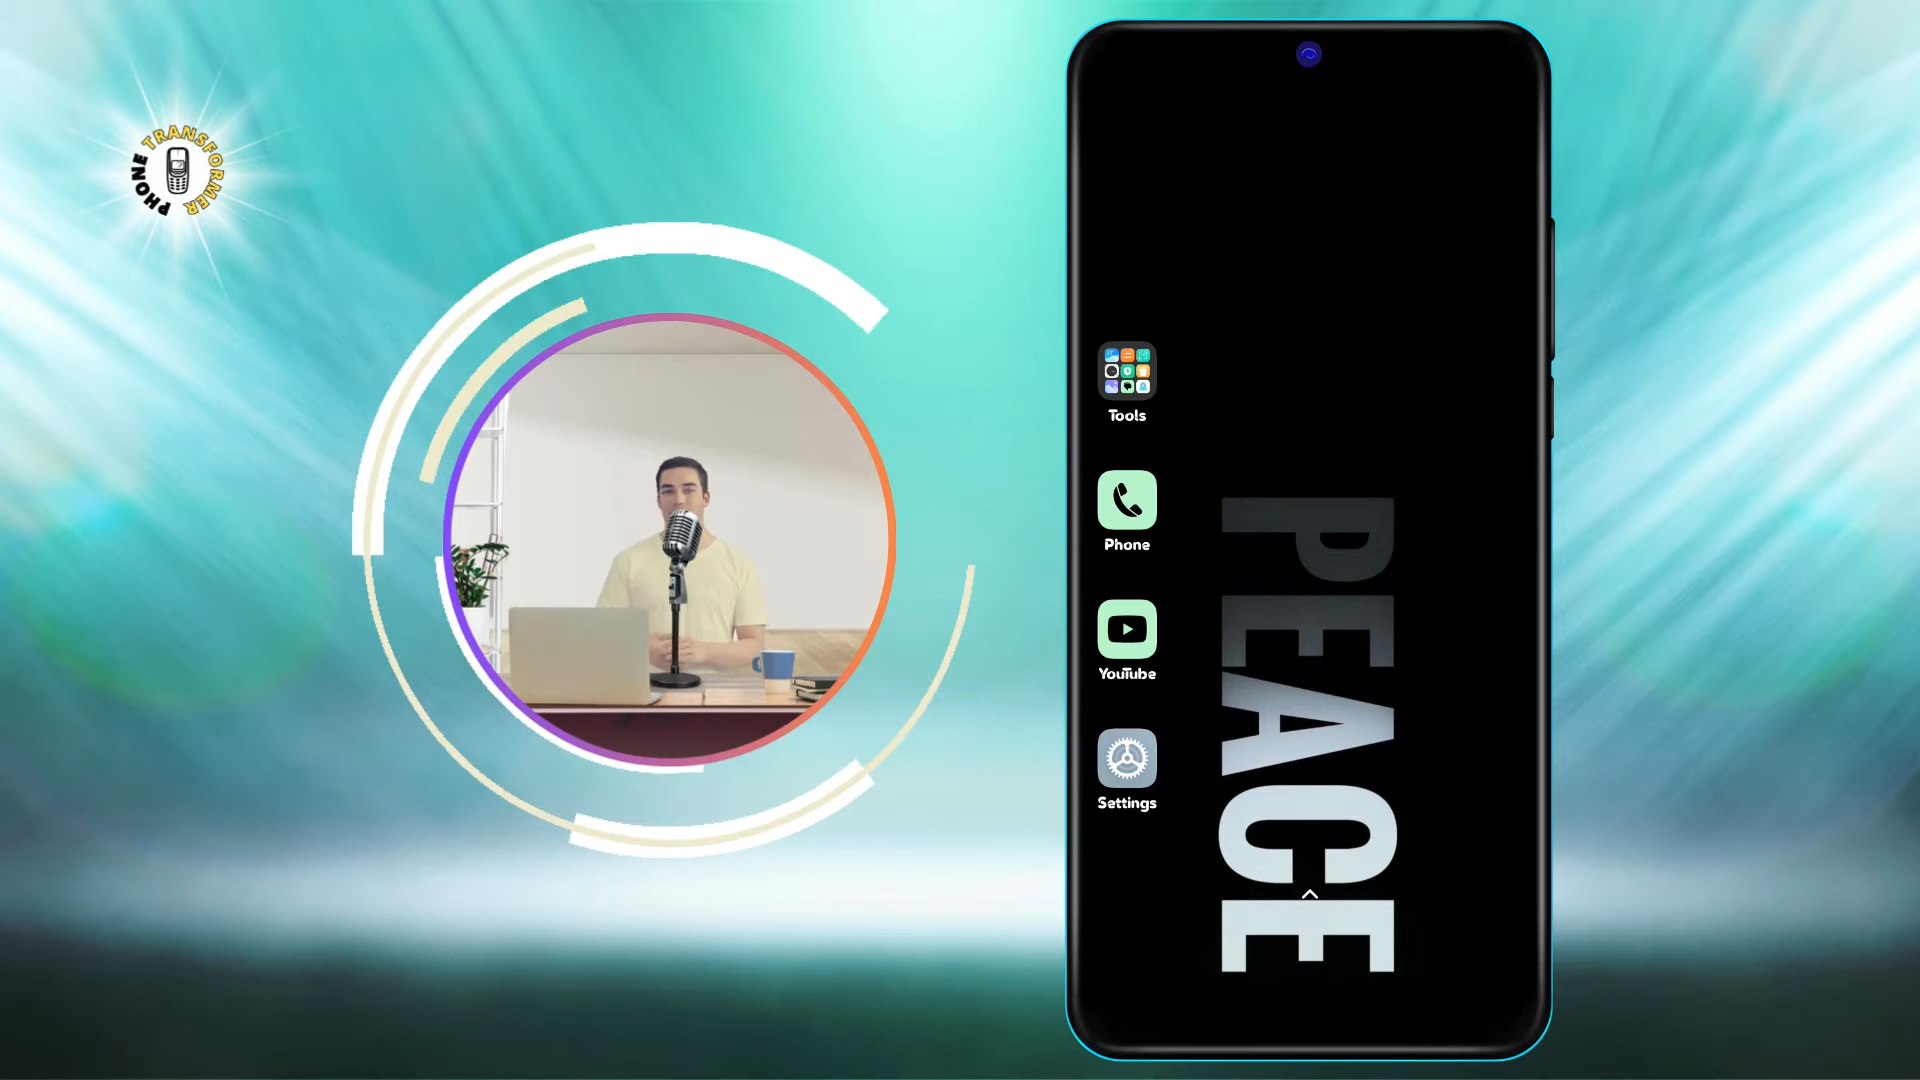 PHONE TRANSFORMER
Tools
Phone
YouTube
Settings
PEACE